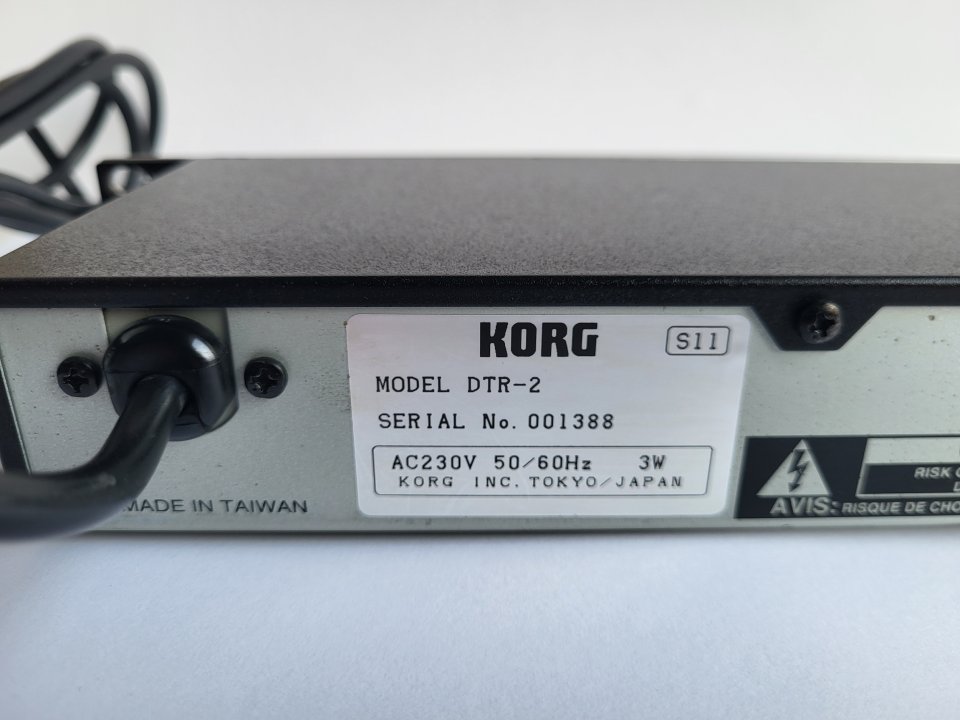 KORG
S11
MODEL DTR-2
SERIAL No. 001388
AC230V 50/60Hz 3W
KORG INC. TOKYO/JAPAN
MADE IN TAIWAN
RISK
AVIS: RISQUE DE